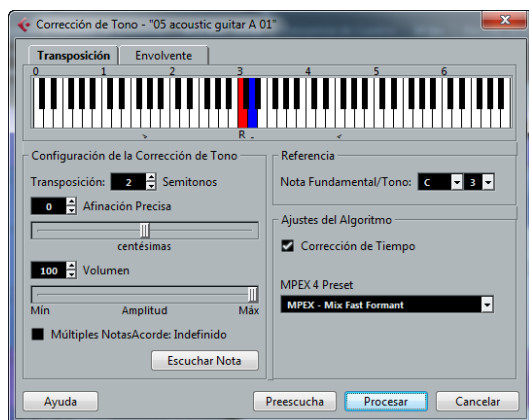 Corrección de Tono - "05 acoustic guitar A 01"
Transposición Envolvente
0 1 2 3 4 5 6
R
Configuración de la Corrección de Tono
Transposición: 2 Semitonos
0 Afinación Precisa
centésimas
100 Volumen
Mín Amplitud Máx
Múltiples NotasAcorde: Indefinido
Escuchar Nota
Referencia
Nota Fundamental/Tono: C 3
Ajustes del Algoritmo
Corrección de Tiempo
MPEX 4 Preset
MPEX - Mix Fast Formant
Ayuda Preescucha Procesar Cancelar